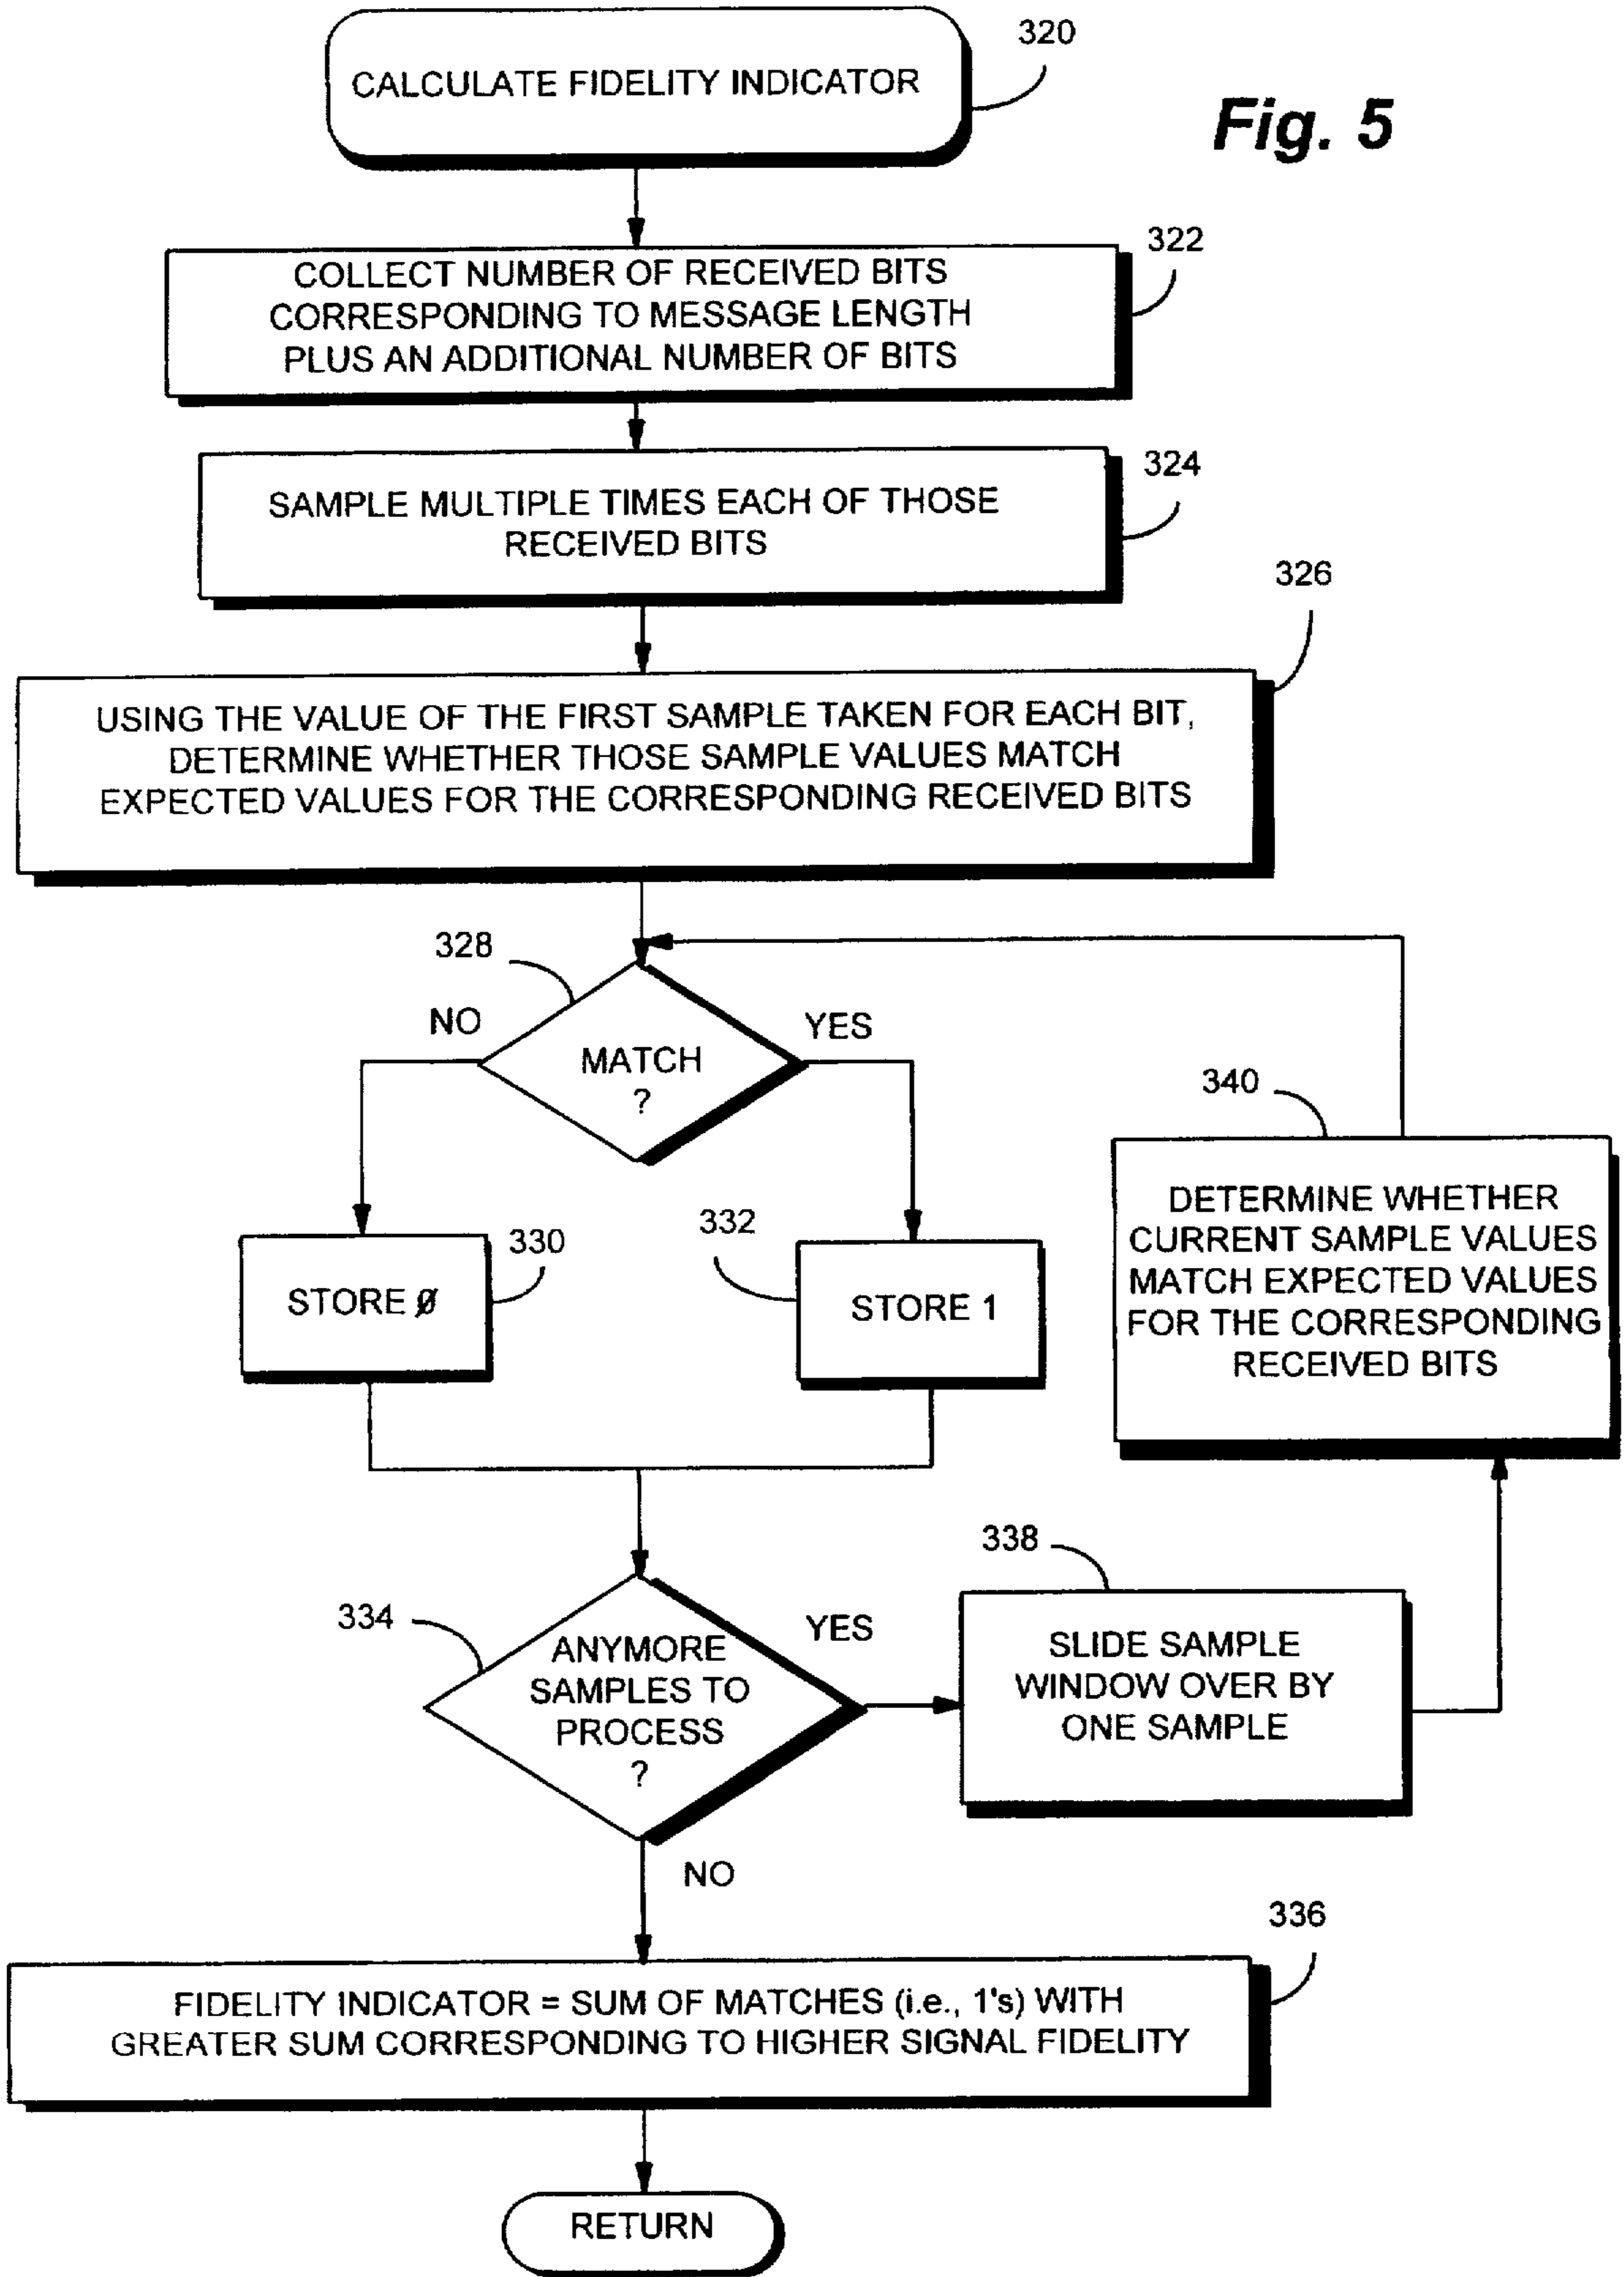 320
CALCULATE FIDELITY INDICATOR
Fig. 5
322
COLLECT NUMBER OF RECEIVED BITS
CORRESPONDING TO MESSAGE LENGTH
PLUS AN ADDITIONAL NUMBER OF BITS
324
SAMPLE MULTIPLE TIMES EACH OF THOSE
RECEIVED BITS
326
USING THE VALUE OF THE FIRST SAMPLE TAKEN FOR EACH BIT,
DETERMINE WHETHER THOSE SAMPLE VALUES MATCH
EXPECTED VALUES FOR THE CORRESPONDING RECEIVED BITS
328
NO
YES
MATCH
?
340
DETERMINE WHETHER
CURRENT SAMPLE VALUES
MATCH EXPECTED VALUES
FOR THE CORRESPONDING
RECEIVED BITS
330
STORE Ø
332
STORE 1
334
ANYMORE
SAMPLES TO
PROCESS
?
YES
338
SLIDE SAMPLE
WINDOW OVER BY
ONE SAMPLE
NO
336
FIDELITY INDICATOR = SUM OF MATCHES (i.e., 1's) WITH
GREATER SUM CORRESPONDING TO HIGHER SIGNAL FIDELITY
RETURN